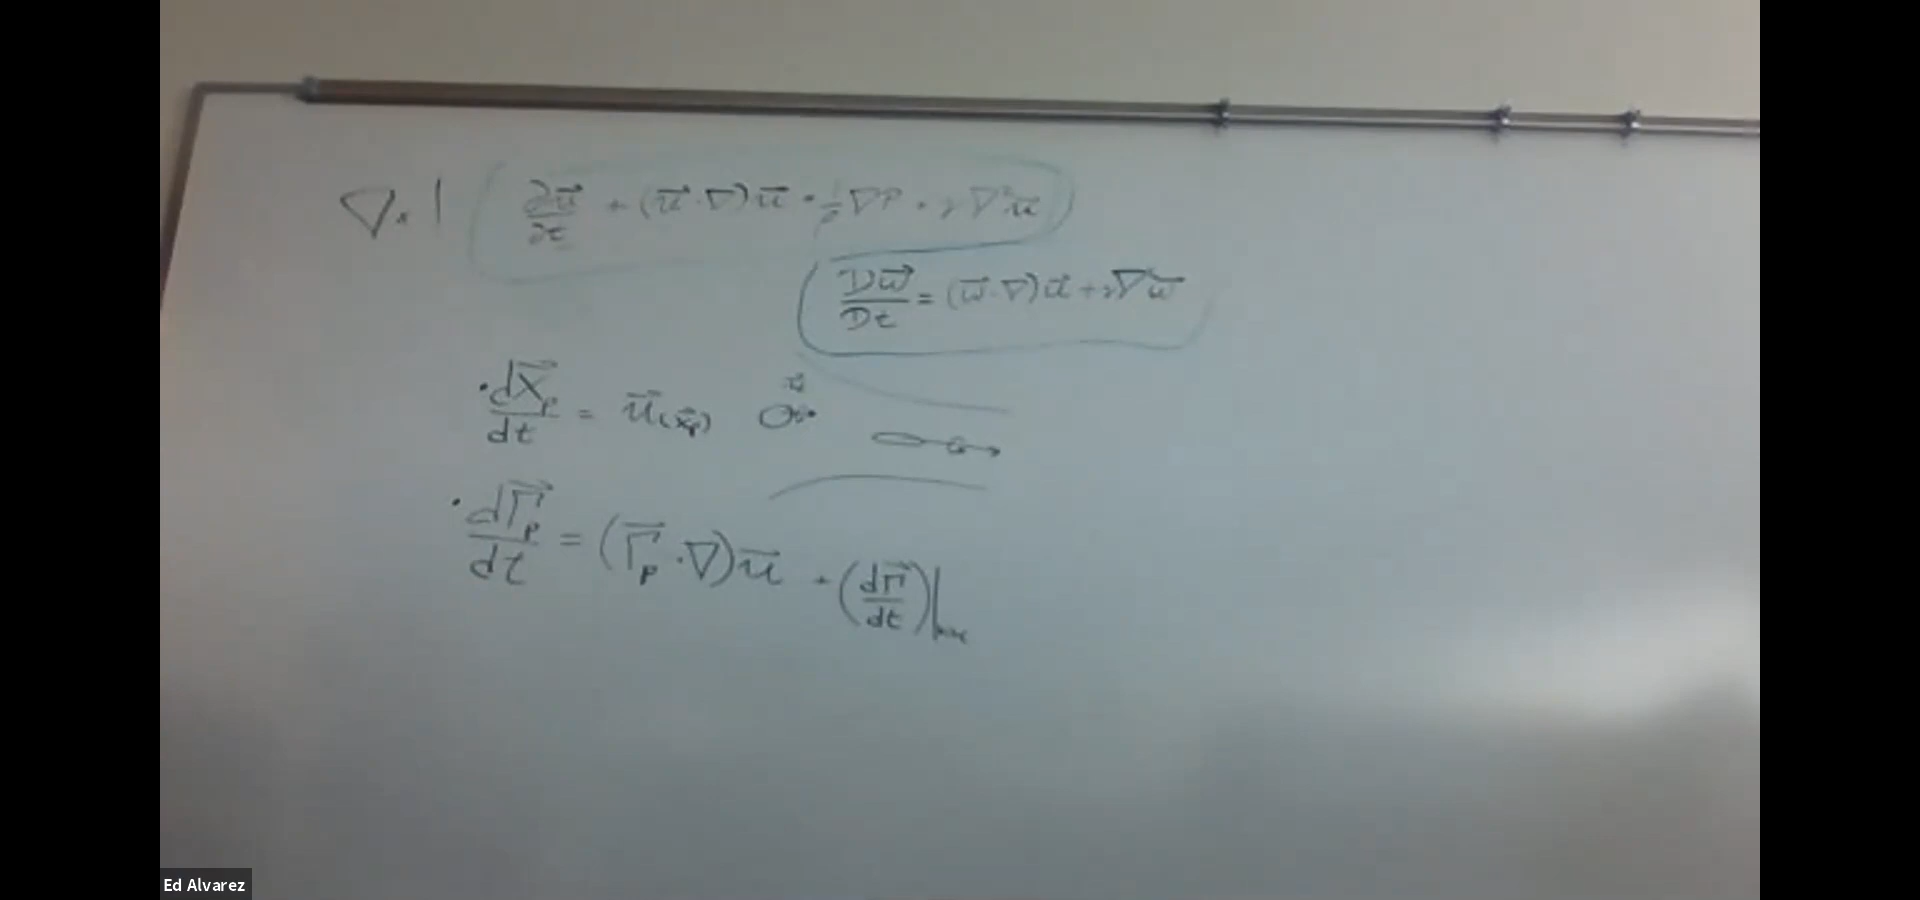 ∇× | ∂u⃗/∂t + (u⃗·∇)u⃗ = 1/ρ ∇P + ν∇²u⃗
Dω⃗/Dt = (ω⃗·∇)u⃗ + ν∇²ω⃗
• dx⃗ₚ/dt = u⃗(x⃗ₚ) u⃗
• dΓ⃗ₚ/dt = (Γ⃗ₚ·∇)u⃗ + (dΓ⃗/dt)|
Ed Alvarez